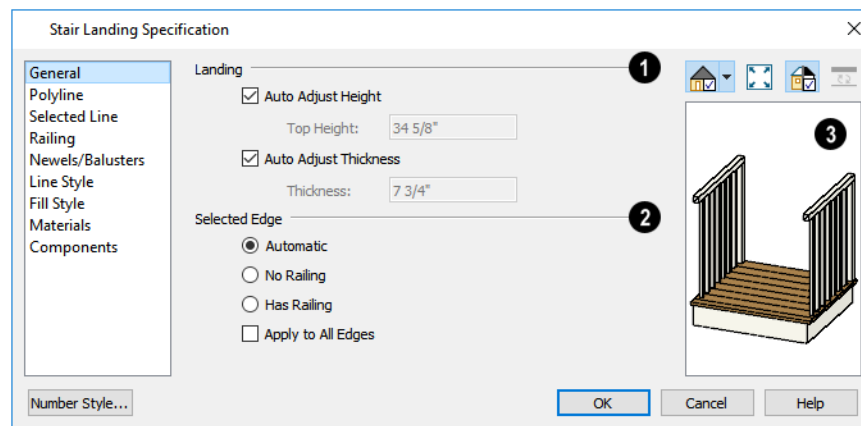 Stair Landing Specification
General
Polyline
Selected Line
Railing
Newels/Balusters
Line Style
Fill Style
Materials
Components
Landing
1
Auto Adjust Height
Top Height: 34 5/8"
Auto Adjust Thickness
Thickness: 7 3/4"
Selected Edge
2
Automatic
No Railing
Has Railing
Apply to All Edges
3
Number Style...
OK
Cancel
Help